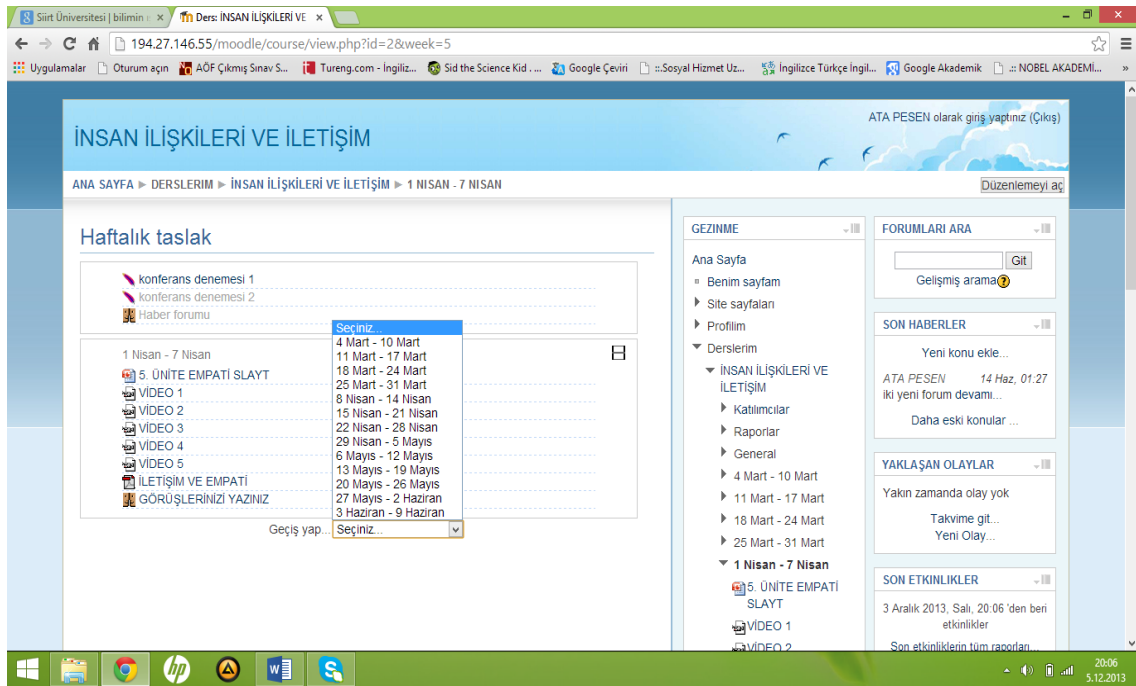 Siirt Üniversitesi | bilimin
Ders: İNSAN İLİŞKİLERİ VE
194.27.146.55/moodle/course/view.php?id=2&week=5
Uygulamalar Oturum açın AÖF Çıkmış Sınav S... Tureng.com - İngiliz... Sid the Science Kid . ... Google Çeviri ::.Sosyal Hizmet Uz... İngilizce Türkçe İngil... Google Akademik .:: NOBEL AKADEMİ... »
ATA PESEN olarak giriş yaptınız (Çıkış)
İNSAN İLİŞKİLERİ VE İLETİŞİM
ANA SAYFA ► DERSLERIM ► İNSAN İLİŞKİLERİ VE İLETİŞİM ► 1 NISAN - 7 NISAN
Düzenlemeyi aç
Haftalık taslak
konferans denemesi 1
konferans denemesi 2
Haber forumu
1 Nisan - 7 Nisan
5. ÜNİTE EMPATİ SLAYT
VİDEO 1
VİDEO 2
VİDEO 3
VİDEO 4
VİDEO 5
İLETİŞİM VE EMPATİ
GÖRÜŞLERİNİZİ YAZINIZ
Seçiniz...
4 Mart - 10 Mart
11 Mart - 17 Mart
18 Mart - 24 Mart
25 Mart - 31 Mart
8 Nisan - 14 Nisan
15 Nisan - 21 Nisan
22 Nisan - 28 Nisan
29 Nisan - 5 Mayıs
6 Mayıs - 12 Mayıs
13 Mayıs - 19 Mayıs
20 Mayıs - 26 Mayıs
27 Mayıs - 2 Haziran
3 Haziran - 9 Haziran
Geçiş yap... Seçiniz...
GEZINME
Ana Sayfa
Benim sayfam
Site sayfaları
Profilim
Derslerim
İNSAN İLİŞKİLERİ VE
İLETİŞİM
Katılımcılar
Raporlar
General
4 Mart - 10 Mart
11 Mart - 17 Mart
18 Mart - 24 Mart
25 Mart - 31 Mart
1 Nisan - 7 Nisan
5. ÜNİTE EMPATİ
SLAYT
VİDEO 1
VİDEO 2
FORUMLARI ARA
Git
Gelişmiş arama
SON HABERLER
Yeni konu ekle...
ATA PESEN 14 Haz, 01:27
iki yeni forum devamı...
Daha eski konular ...
YAKLAŞAN OLAYLAR
Yakın zamanda olay yok
Takvime git...
Yeni Olay...
SON ETKINLIKLER
3 Aralık 2013, Salı, 20:06 'den beri
etkinlikler
Son etkinliklerin tüm raporları...
hp
20:06
5.12.2013